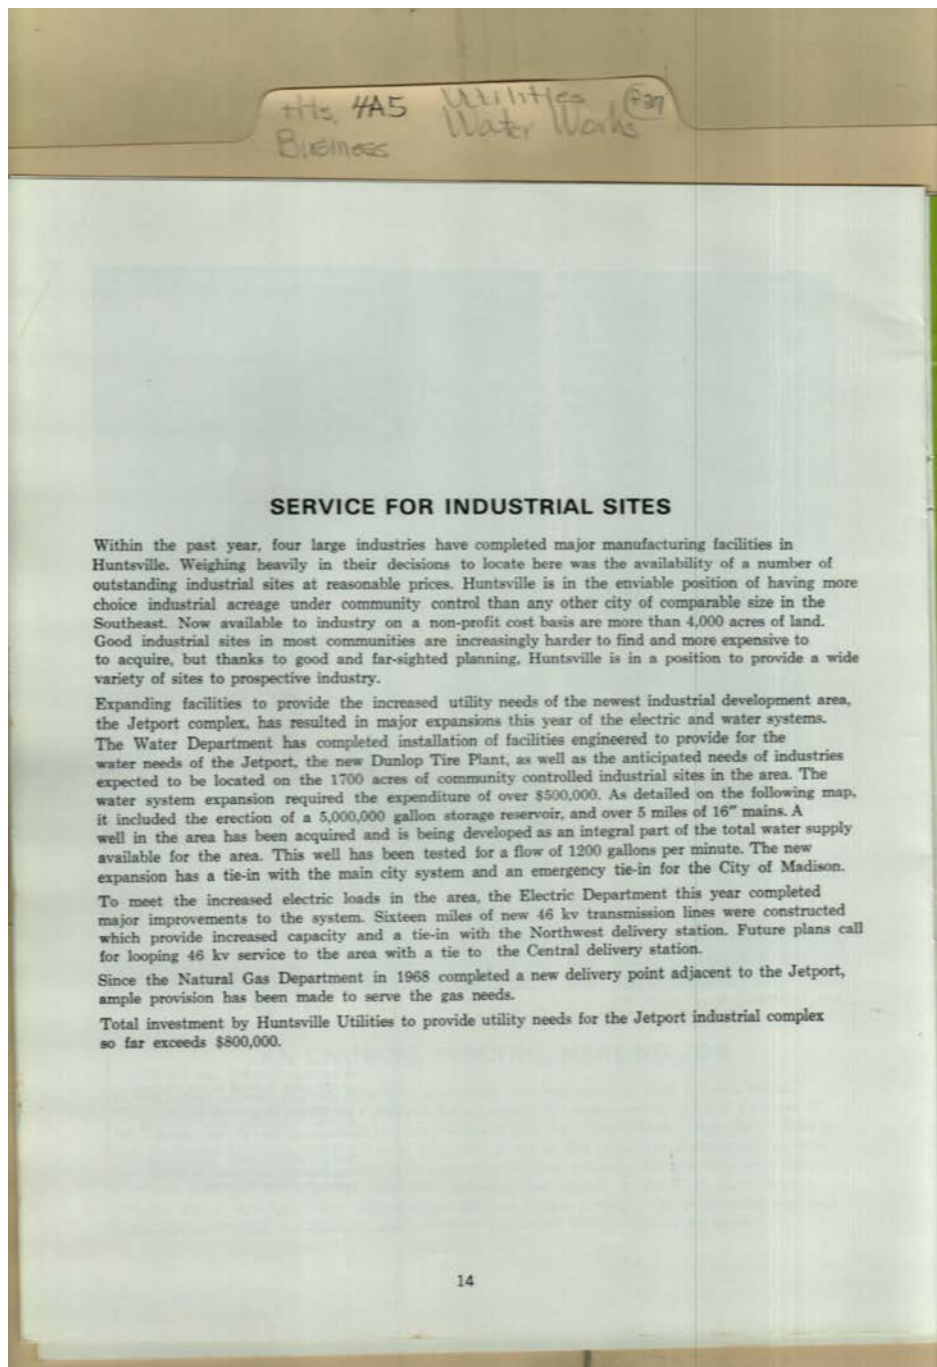 Hts. 4A5 Utilities
Business Water Works
SERVICE FOR INDUSTRIAL SITES
Within the past year, four large industries have completed major manufacturing facilities in
Huntsville. Weighing heavily in their decisions to locate here was the availability of a number of
outstanding industrial sites at reasonable prices. Huntsville is in the enviable position of having more
choice industrial acreage under community control than any other city of comparable size in the
Southeast. Now available to industry on a non-profit cost basis are more than 4,000 acres of land.
Good industrial sites in most communities are increasingly harder to find and more expensive to
to acquire, but thanks to good and far-sighted planning, Huntsville is in a position to provide a wide
variety of sites to prospective industry.
Expanding facilities to provide the increased utility needs of the newest industrial development area,
the Jetport complex, has resulted in major expansions this year of the electric and water systems.
The Water Department has completed installation of facilities engineered to provide for the
water needs of the Jetport, the new Dunlop Tire Plant, as well as the anticipated needs of industries
expected to be located on the 1700 acres of community controlled industrial sites in the area. The
water system expansion required the expenditure of over $500,000. As detailed on the following map,
it included the erection of a 5,000,000 gallon storage reservoir, and over 5 miles of 16″ mains. A
well in the area has been acquired and is being developed as an integral part of the total water supply
available for the area. This well has been tested for a flow of 1200 gallons per minute. The new
expansion has a tie-in with the main city system and an emergency tie-in for the City of Madison.
To meet the increased electric loads in the area, the Electric Department this year completed
major improvements to the system. Sixteen miles of new 46 kv transmission lines were constructed
which provide increased capacity and a tie-in with the Northwest delivery station. Future plans call
for looping 46 kv service to the area with a tie to the Central delivery station.
Since the Natural Gas Department in 1968 completed a new delivery point adjacent to the Jetport,
ample provision has been made to serve the gas needs.
Total investment by Huntsville Utilities to provide utility needs for the Jetport industrial complex
so far exceeds $800,000.
14